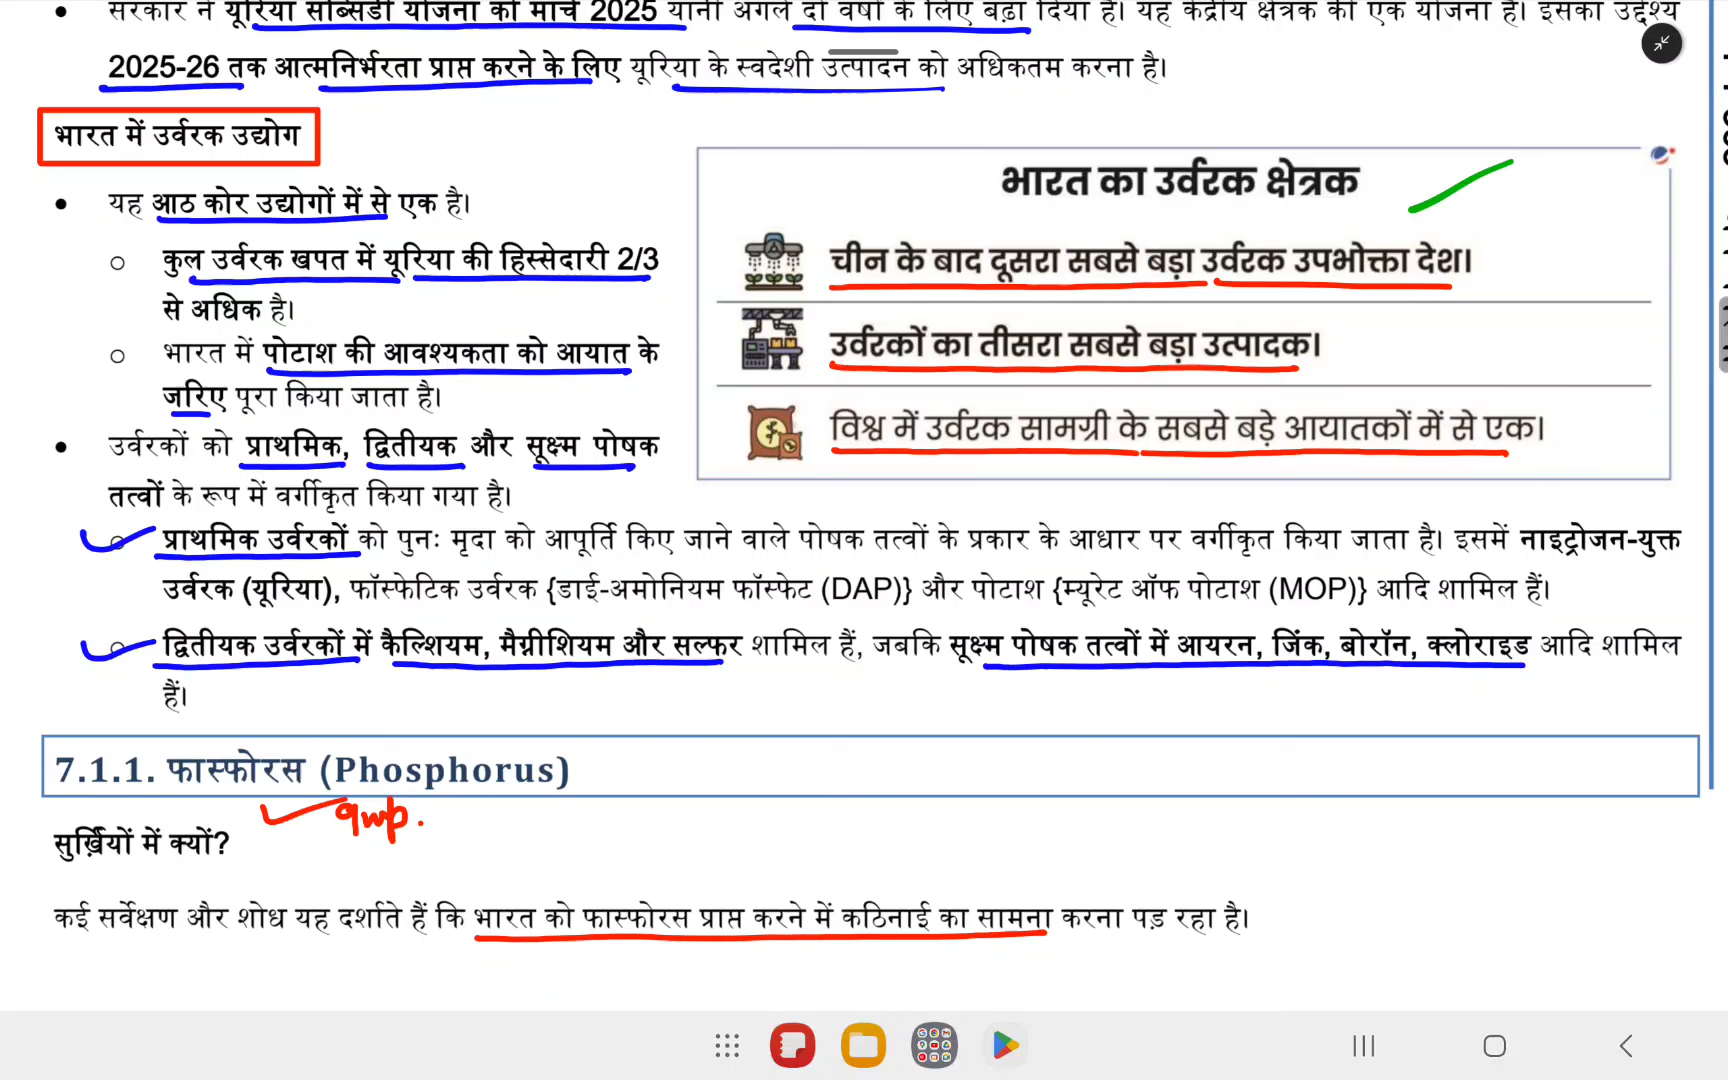 सरकार ने यूरिया सब्सिडी योजना को मार्च 2025 यानी अगले दो वर्षों के लिए बढ़ा दिया है। यह केंद्रीय क्षेत्रक की एक योजना है। इसका उद्देश्य
2025-26 तक आत्मनिर्भरता प्राप्त करने के लिए यूरिया के स्वदेशी उत्पादन को अधिकतम करना है।
भारत में उर्वरक उद्योग
यह आठ कोर उद्योगों में से एक है।
कुल उर्वरक खपत में यूरिया की हिस्सेदारी 2/3
से अधिक है।
भारत में पोटाश की आवश्यकता को आयात के
जरिए पूरा किया जाता है।
उर्वरकों को प्राथमिक, द्वितीयक और सूक्ष्म पोषक
तत्वों के रूप में वर्गीकृत किया गया है।
भारत का उर्वरक क्षेत्रक
चीन के बाद दूसरा सबसे बड़ा उर्वरक उपभोक्ता देश।
उर्वरकों का तीसरा सबसे बड़ा उत्पादक।
विश्व में उर्वरक सामग्री के सबसे बड़े आयातकों में से एक।
प्राथमिक उर्वरकों को पुनः मृदा को आपूर्ति किए जाने वाले पोषक तत्वों के प्रकार के आधार पर वर्गीकृत किया जाता है। इसमें नाइट्रोजन-युक्त
उर्वरक (यूरिया), फॉस्फेटिक उर्वरक {डाई-अमोनियम फॉस्फेट (DAP)} और पोटाश {म्यूरेट ऑफ पोटाश (MOP)} आदि शामिल हैं।
द्वितीयक उर्वरकों में कैल्शियम, मैग्नीशियम और सल्फर शामिल हैं, जबकि सूक्ष्म पोषक तत्वों में आयरन, जिंक, बोरॉन, क्लोराइड आदि शामिल
हैं।
7.1.1. फास्फोरस (Phosphorus)
Imp.
सुर्ख़ियों में क्यों?
कई सर्वेक्षण और शोध यह दर्शाते हैं कि भारत को फास्फोरस प्राप्त करने में कठिनाई का सामना करना पड़ रहा है।